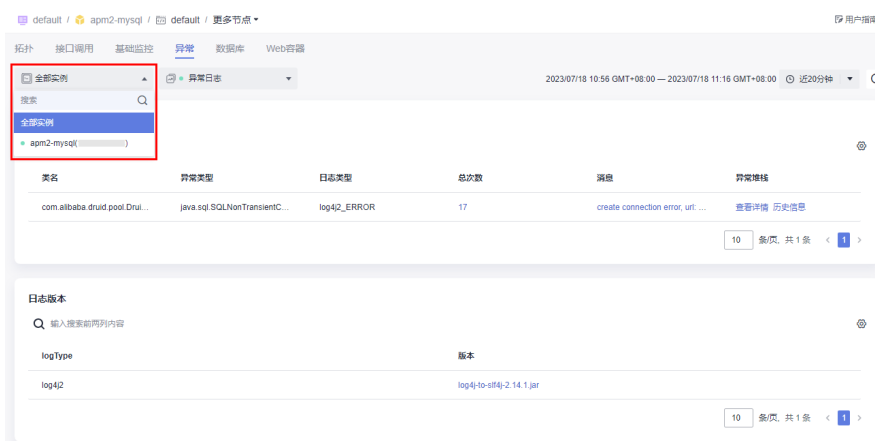 default / apm2-mysql / default / 更多节点
用户指南
拓扑 接口调用 基础监控 异常 数据库 Web容器
全部实例 异常日志 2023/07/18 10:56 GMT+08:00 — 2023/07/18 11:16 GMT+08:00 近20分钟
搜索
全部实例
apm2-mysql( )
类名 异常类型 日志类型 总次数 消息 异常堆栈
com.alibaba.druid.pool.Drui... java.sql.SQLNonTransientC... log4j2_ERROR 17 create connection error, url: ... 查看详情 历史信息
10 条/页, 共 1 条 < 1 >
日志版本
输入搜索前两列内容
logType 版本
log4j2 log4j-to-slf4j-2.14.1.jar
10 条/页, 共 1 条 < 1 >